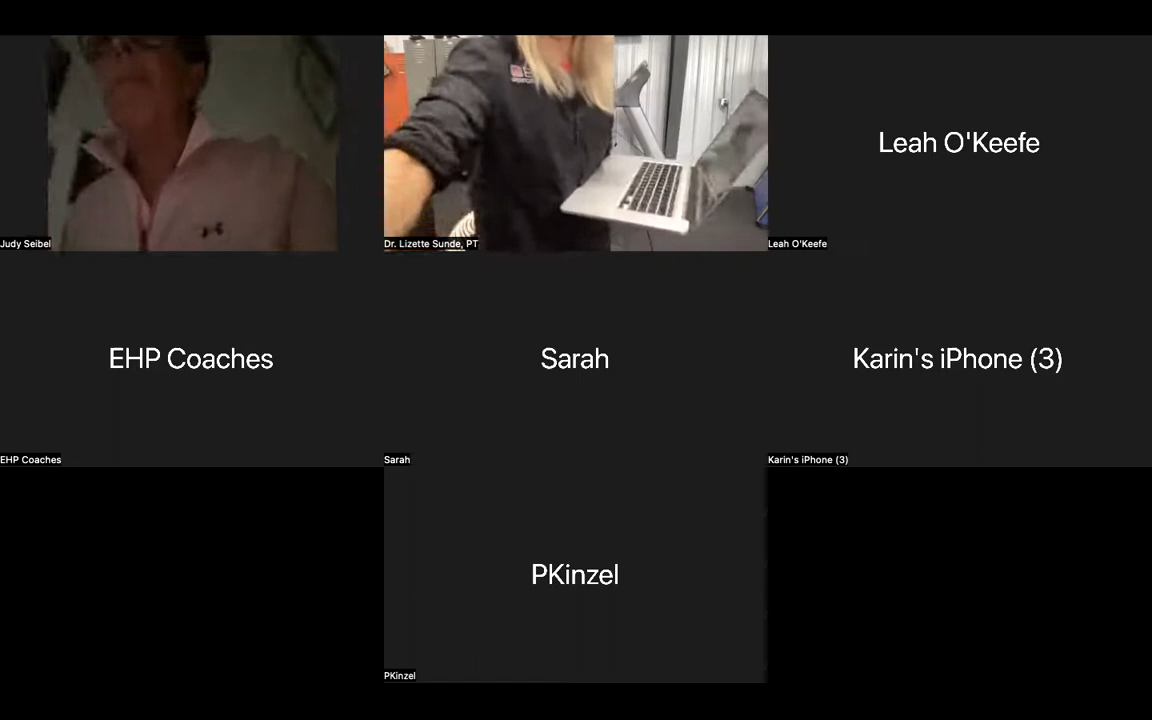 Leah O'Keefe
Judy Seibel
Dr. Lizette Sunde, PT
Leah O'Keefe
EHP Coaches
Sarah
Karin's iPhone (3)
EHP Coaches
Sarah
Karin's iPhone (3)
PKinzel
PKinzel